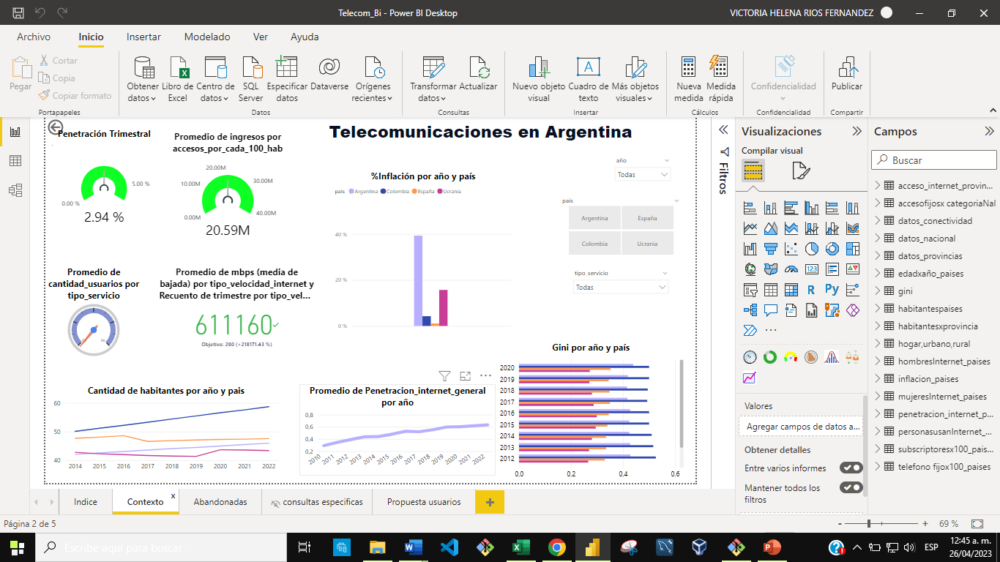 Telecom_Bi - Power BI Desktop
VICTORIA HELENA RIOS FERNANDEZ
Archivo Inicio Insertar Modelado Ver Ayuda
Pegar
Cortar
Copia
Copiar formato
Portapapeles
Obtener datos
Libro de Excel
Centro de datos
SQL Server
Especificar datos
Dataverse
Orígenes recientes
Datos
Transformar datos
Actualizar
Consultas
Nuevo objeto visual
Cuadro de texto
Más objetos visuales
Insertar
Nueva medida
Medida rápida
Cálculos
Confidencialidad
Confidencialidad
Publicar
Compartir
Telecomunicaciones en Argentina
Penetración Trimestral
0.00 %
5.00 %
2.94 %
Promedio de ingresos por
accesos_por_cada_100_hab
20.00M
10.00M
30.00M
0.00M
40.00M
20.59M
%Inflación por año y país
pais Argentina Colombia España Ucrania
40 %
20 %
0 %
año
Todas
pais
Argentina España
Colombia Ucrania
tipo_servicio
Todas
Promedio de
cantidad_usuarios por
tipo_servicio
Promedio de mbps (media de
bajada) por tipo_velocidad_internet y
Recuento de trimestre por tipo_vel...
611160
Objetivo: 280 (+218171.43 %)
Cantidad de habitantes por año y pais
60
50
40
2014 2015 2016 2017 2018 2019 2020 2021 2022
Promedio de Penetracion_internet_general
por año
0,8
0,6
0,4
0,2
2010 2011 2012 2013 2014 2015 2016 2017 2018 2019 2020 2021 2022
Gini por año y país
2020
2019
2018
2017
2016
2015
2014
2013
2012
0.0 0.2 0.4 0.6
Filtros
Visualizaciones
Compilar visual
R Py
123
Valores
Agregar campos de datos a...
Obtener detalles
Entre varios informes
Mantener todos los
filtros
Campos
Buscar
acceso_internet_provin...
accesofijosx categoriaNal
datos_conectividad
datos_nacional
datos_provincias
edadxaño_paises
gini
habitantespaises
habitantesxprovincia
hogar,urbano,rural
hombresInternet_paises
inflacion_paises
mujeresInternet_paises
penetracion_internet_p...
personasusanInternet_...
subscriptoresx100_pais...
telefono fijox100_paises
Indice Contexto x Abandonadas consultas especificas Propuesta usuarios +
Página 2 de 5
- + 69 %
Escribe aquí para buscar
ESP
12:45 a. m.
26/04/2023